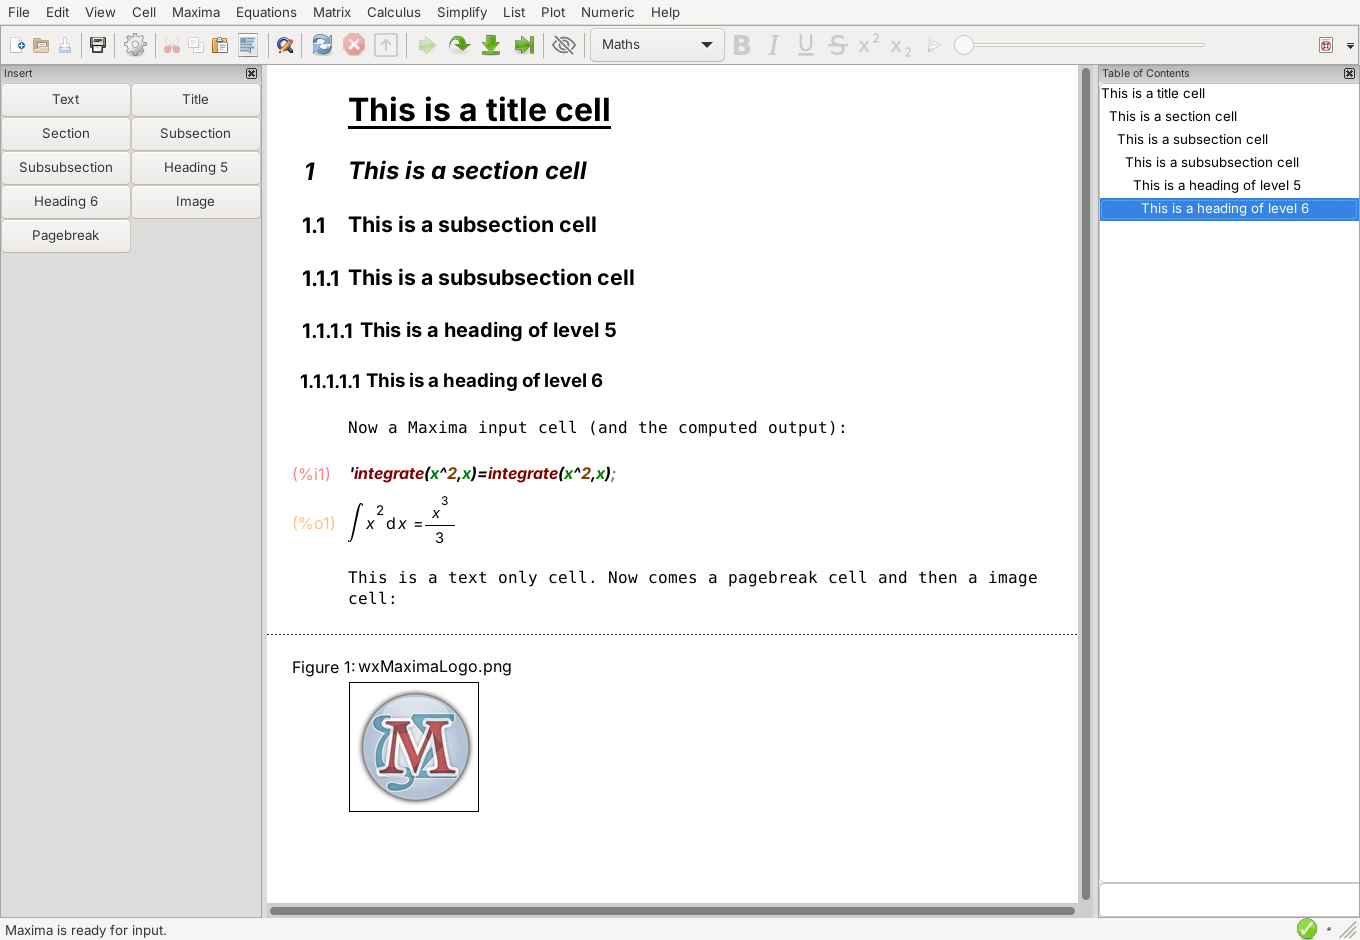 File Edit View Cell Maxima Equations Matrix Calculus Simplify List Plot Numeric Help
Maths B I U S x² x₂
Insert
Text Title
Section Subsection
Subsubsection Heading 5
Heading 6 Image
Pagebreak
This is a title cell
1 This is a section cell
1.1 This is a subsection cell
1.1.1 This is a subsubsection cell
1.1.1.1 This is a heading of level 5
1.1.1.1.1 This is a heading of level 6
Now a Maxima input cell (and the computed output):
(%i1) 'integrate(x^2,x)=integrate(x^2,x);
(%o1) ∫ x² dx = x³/3
This is a text only cell. Now comes a pagebreak cell and then a image
cell:
Figure 1: wxMaximaLogo.png
M
Table of Contents
This is a title cell
This is a section cell
This is a subsection cell
This is a subsubsection cell
This is a heading of level 5
This is a heading of level 6
Maxima is ready for input.